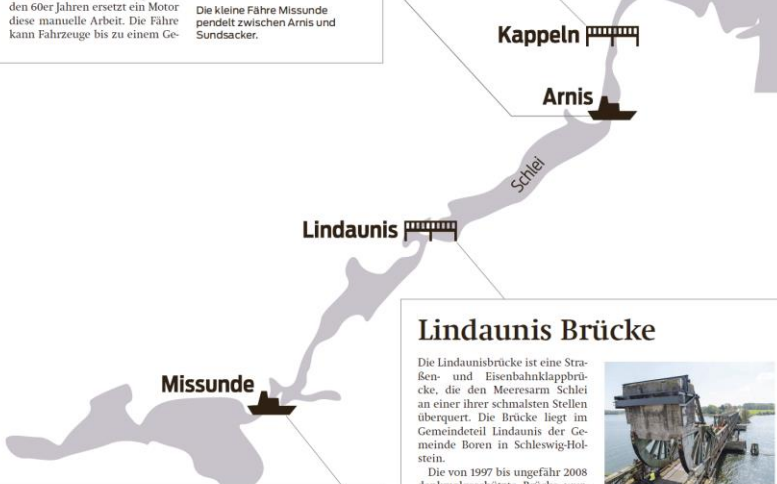 den 60er Jahren ersetzt ein Motor
diese manuelle Arbeit. Die Fähre
kann Fahrzeuge bis zu einem Ge-
Die kleine Fähre Missunde
pendelt zwischen Arnis und
Sundsacker.
Kappeln
Arnis
Schlei
Lindaunis
Missunde
Lindaunis Brücke
Die Lindaunisbrücke ist eine Stra-
ßen- und Eisenbahnklappbrü-
cke, die den Meeresarm Schlei
an einer ihrer schmalsten Stellen
überquert. Die Brücke liegt im
Gemeindeteil Lindaunis der Ge-
meinde Boren in Schleswig-Hol-
stein.
Die von 1997 bis ungefähr 2008